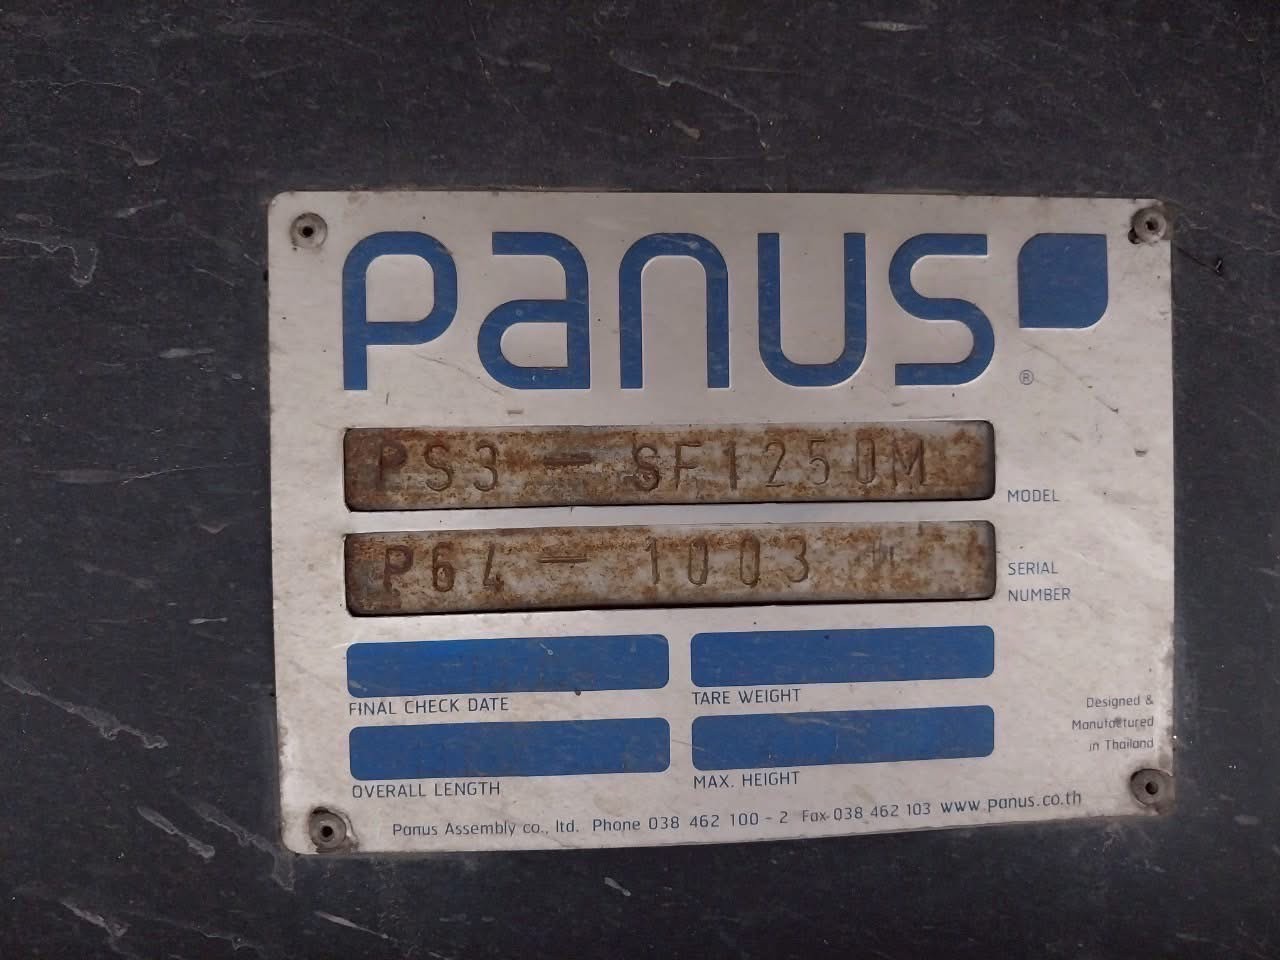 Panus
®
PS3 - SF1250M
MODEL
P64 - 1003
SERIAL
NUMBER
FINAL CHECK DATE
TARE WEIGHT
OVERALL LENGTH
MAX. HEIGHT
Designed &
Manufactured
in Thailand
Panus Assembly co., ltd. Phone 038 462 100 - 2 Fax 038 462 103 www.panus.co.th